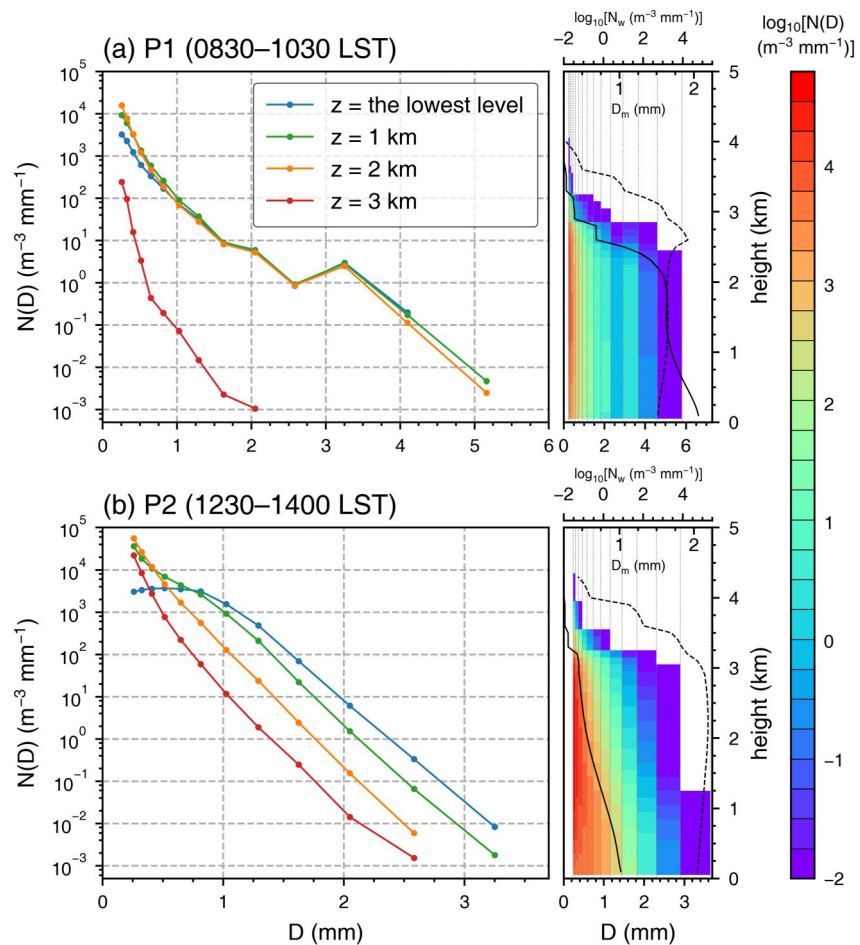 log₁₀[N_w (m⁻³ mm⁻¹)]
−2 0 2 4
log₁₀[N(D)
(m⁻³ mm⁻¹)]
(a) P1 (0830–1030 LST)
10⁵
10⁴
10³
10²
10¹
10⁰
10⁻¹
10⁻²
10⁻³
N(D) (m⁻³ mm⁻¹)
z = the lowest level
z = 1 km
z = 2 km
z = 3 km
0 1 2 3 4 5 6
1 2
D_m (mm)
5
4
3
2
1
0
height (km)
0 2 4 6
log₁₀[N_w (m⁻³ mm⁻¹)]
−2 0 2 4
(b) P2 (1230–1400 LST)
10⁵
10⁴
10³
10²
10¹
10⁰
10⁻¹
10⁻²
10⁻³
N(D) (m⁻³ mm⁻¹)
0 1 2 3
D (mm)
1 2
D_m (mm)
5
4
3
2
1
0
height (km)
0 1 2 3
D (mm)
4
3
2
1
0
−1
−2